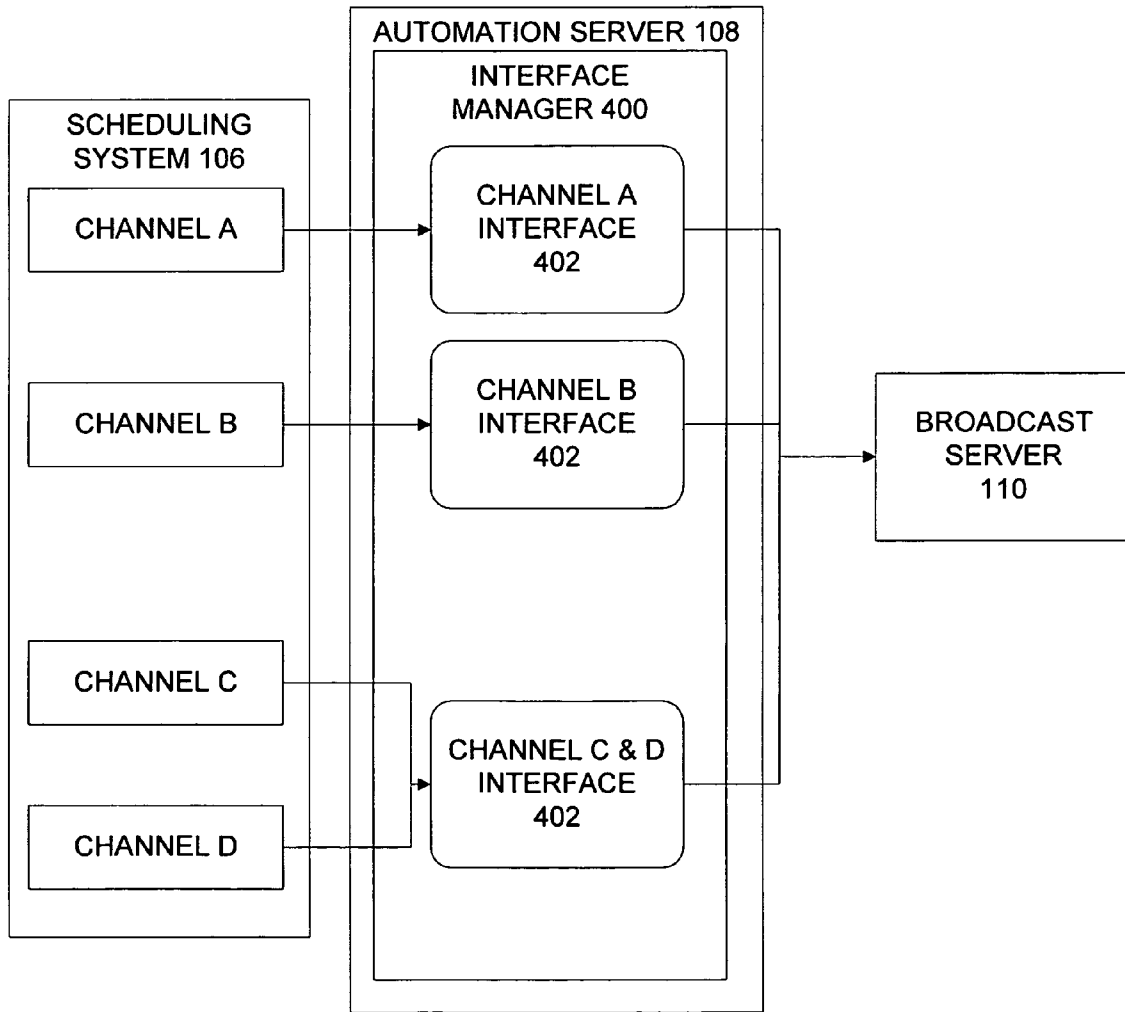 AUTOMATION SERVER 108
INTERFACE
MANAGER 400
SCHEDULING
SYSTEM 106
CHANNEL A
CHANNEL A
INTERFACE
402
CHANNEL B
CHANNEL B
INTERFACE
402
BROADCAST
SERVER
110
CHANNEL C
CHANNEL C & D
INTERFACE
402
CHANNEL D